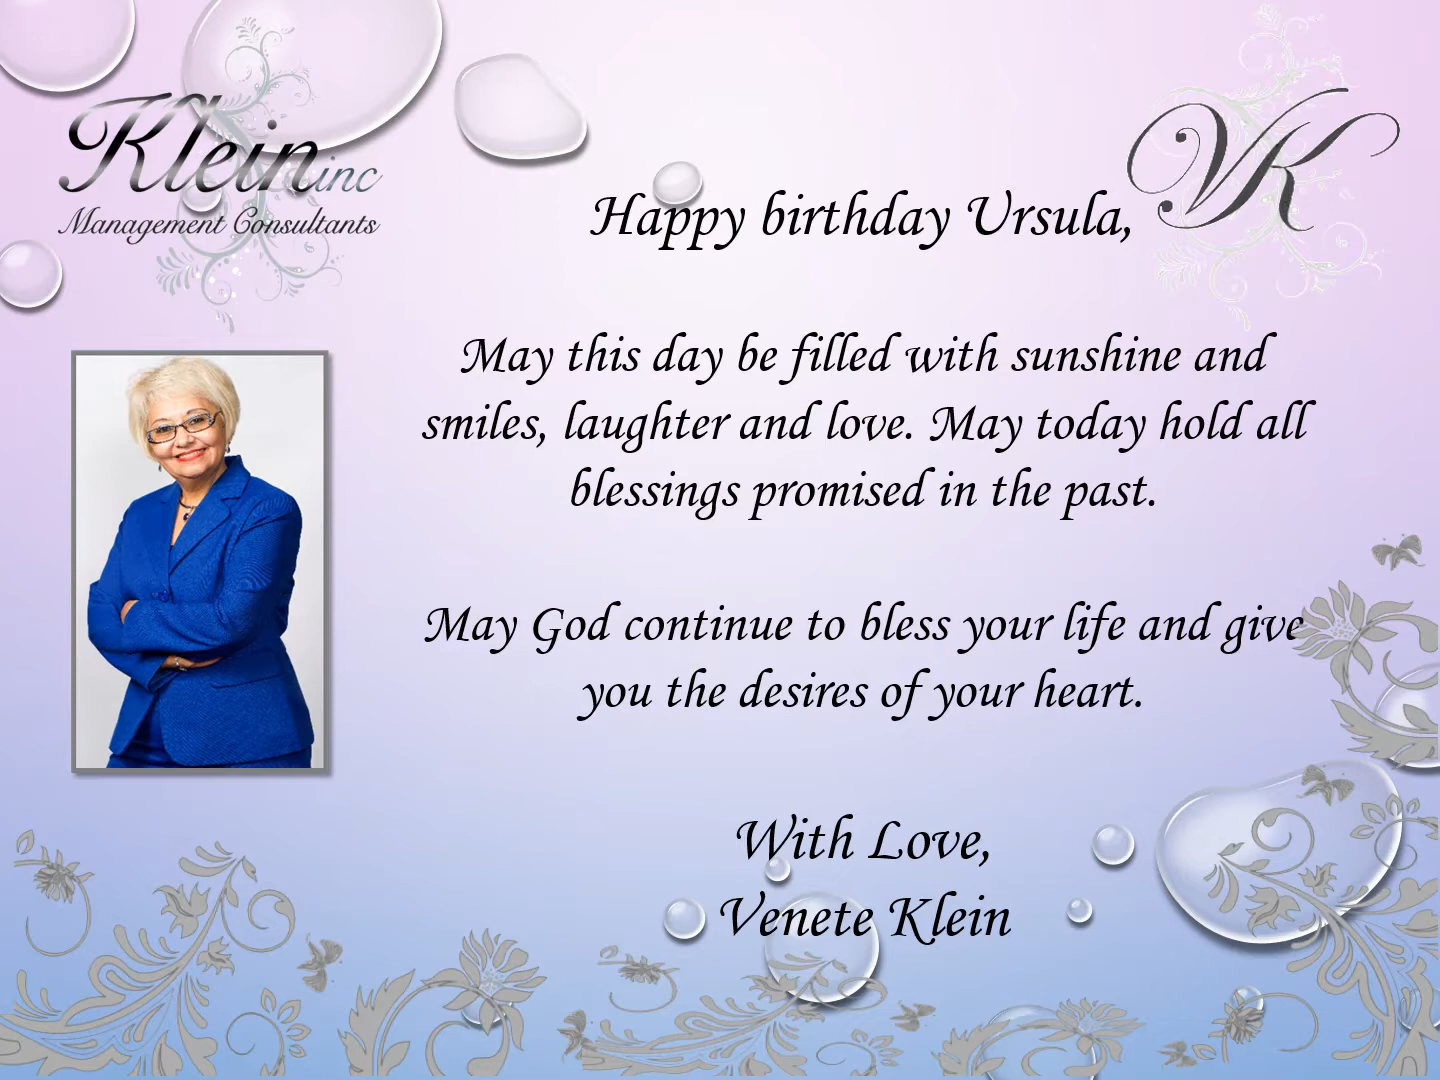 Klein inc
Management Consultants
VK
Happy birthday Ursula,
May this day be filled with sunshine and
smiles, laughter and love. May today hold all
blessings promised in the past.
May God continue to bless your life and give
you the desires of your heart.
With Love,
Venete Klein